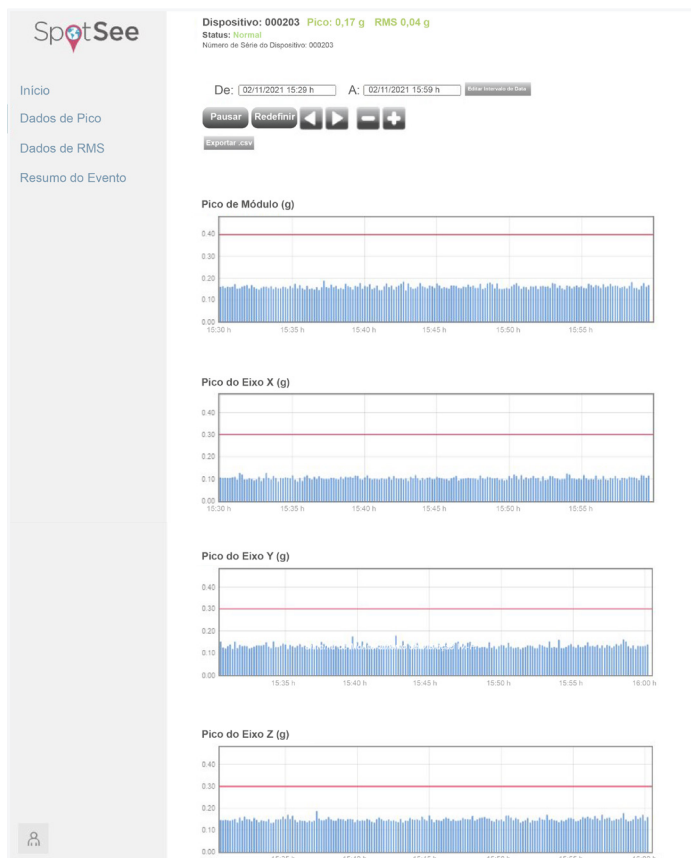 SpotSee
Dispositivo: 000203 Pico: 0,17 g RMS 0,04 g
Status: Normal
Número de Série do Dispositivo: 000203
Início
Dados de Pico
Dados de RMS
Resumo do Evento
De: 02/11/2021 15:29 h A: 02/11/2021 15:59 h Editar Intervalo de Data
Pausar Redefinir
Exportar .csv
Pico de Módulo (g)
0.40
0.30
0.20
0.10
0.00
15:30 h 15:35 h 15:40 h 15:45 h 15:50 h 15:55 h
Pico do Eixo X (g)
0.40
0.30
0.20
0.10
0.00
15:30 h 15:35 h 15:40 h 15:45 h 15:50 h 15:55 h
Pico do Eixo Y (g)
0.40
0.30
0.20
0.10
0.00
15:35 h 15:40 h 15:45 h 15:50 h 15:55 h 16:00 h
Pico do Eixo Z (g)
0.40
0.30
0.20
0.10
0.00